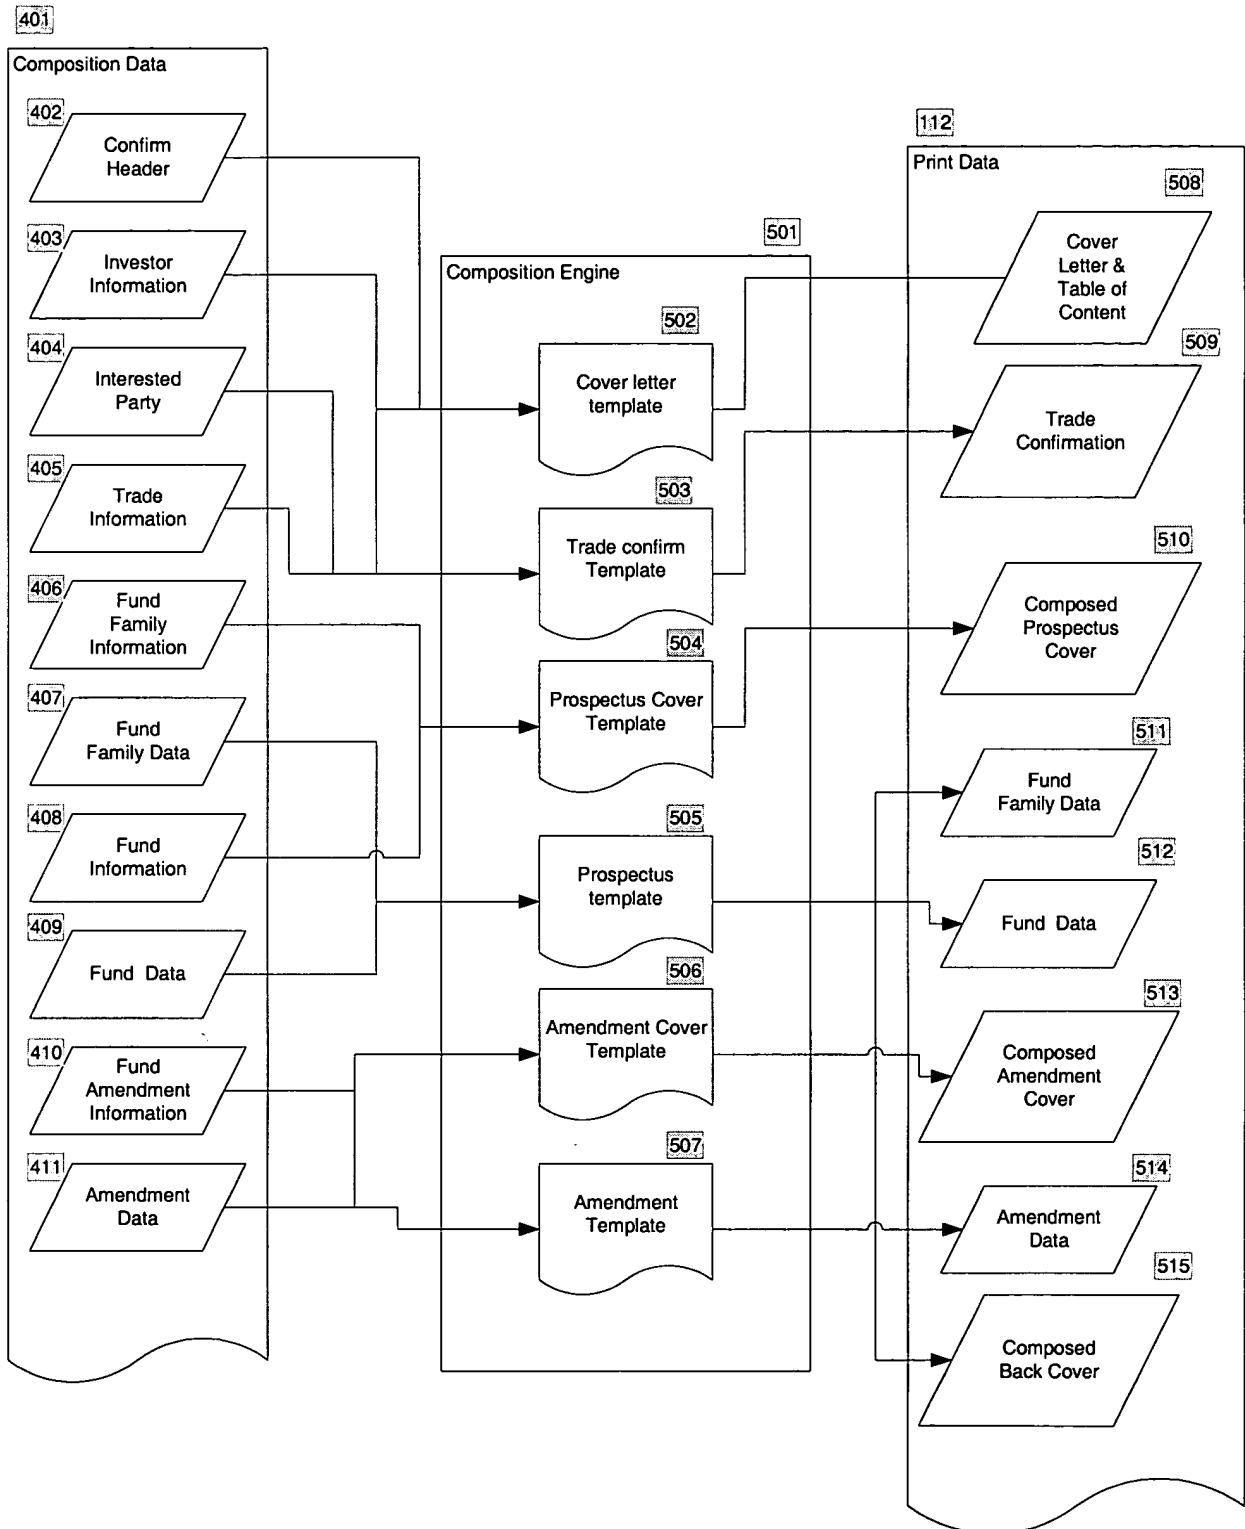 401
Composition Data
402
Confirm
Header
403
Investor
Information
404
Interested
Party
405
Trade
Information
406
Fund
Family
Information
407
Fund
Family Data
408
Fund
Information
409
Fund Data
410
Fund
Amendment
Information
411
Amendment
Data
501
Composition Engine
502
Cover letter
template
503
Trade confirm
Template
504
Prospectus Cover
Template
505
Prospectus
template
506
Amendment Cover
Template
507
Amendment
Template
112
Print Data
508
Cover
Letter &
Table of
Content
509
Trade
Confirmation
510
Composed
Prospectus
Cover
511
Fund
Family Data
512
Fund Data
513
Composed
Amendment
Cover
514
Amendment
Data
515
Composed
Back Cover